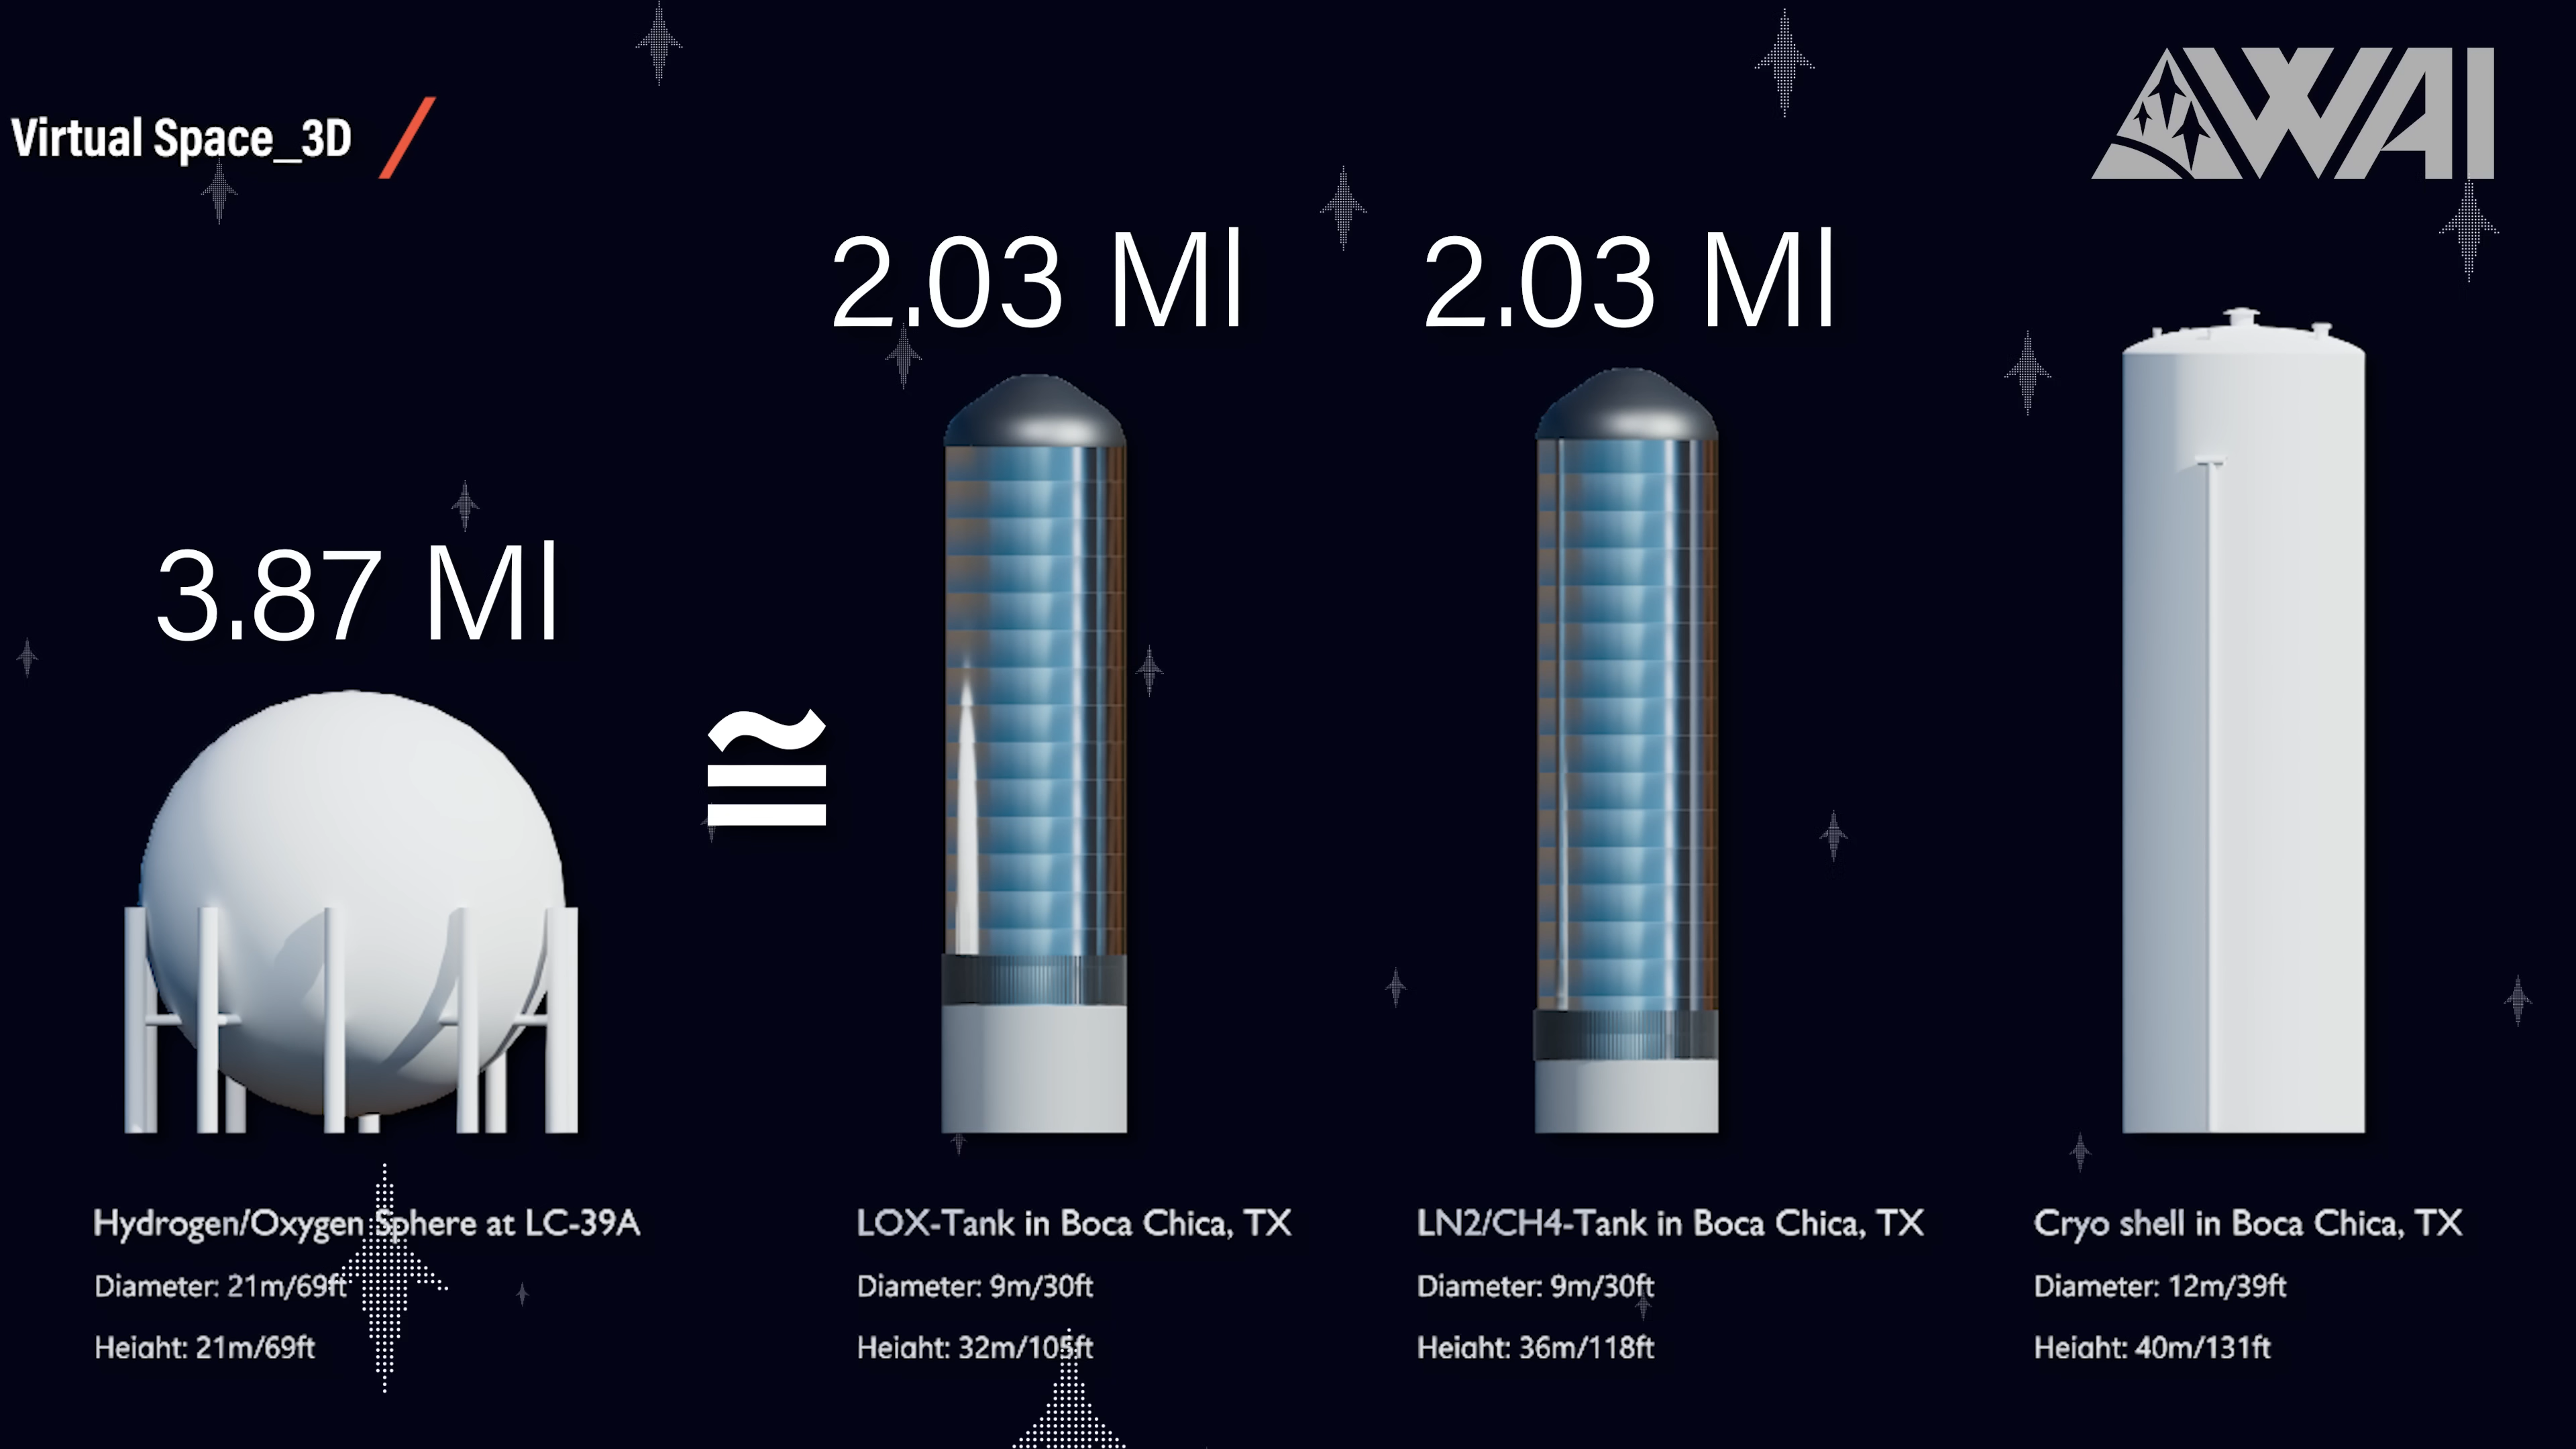 Virtual Space_3D
WAI
2.03 Ml
2.03 Ml
3.87 Ml
≅
Hydrogen/Oxygen Sphere at LC-39A
Diameter: 21m/69ft
Height: 21m/69ft
LOX-Tank in Boca Chica, TX
Diameter: 9m/30ft
Height: 32m/105ft
LN2/CH4-Tank in Boca Chica, TX
Diameter: 9m/30ft
Height: 36m/118ft
Cryo shell in Boca Chica, TX
Diameter: 12m/39ft
Height: 40m/131ft